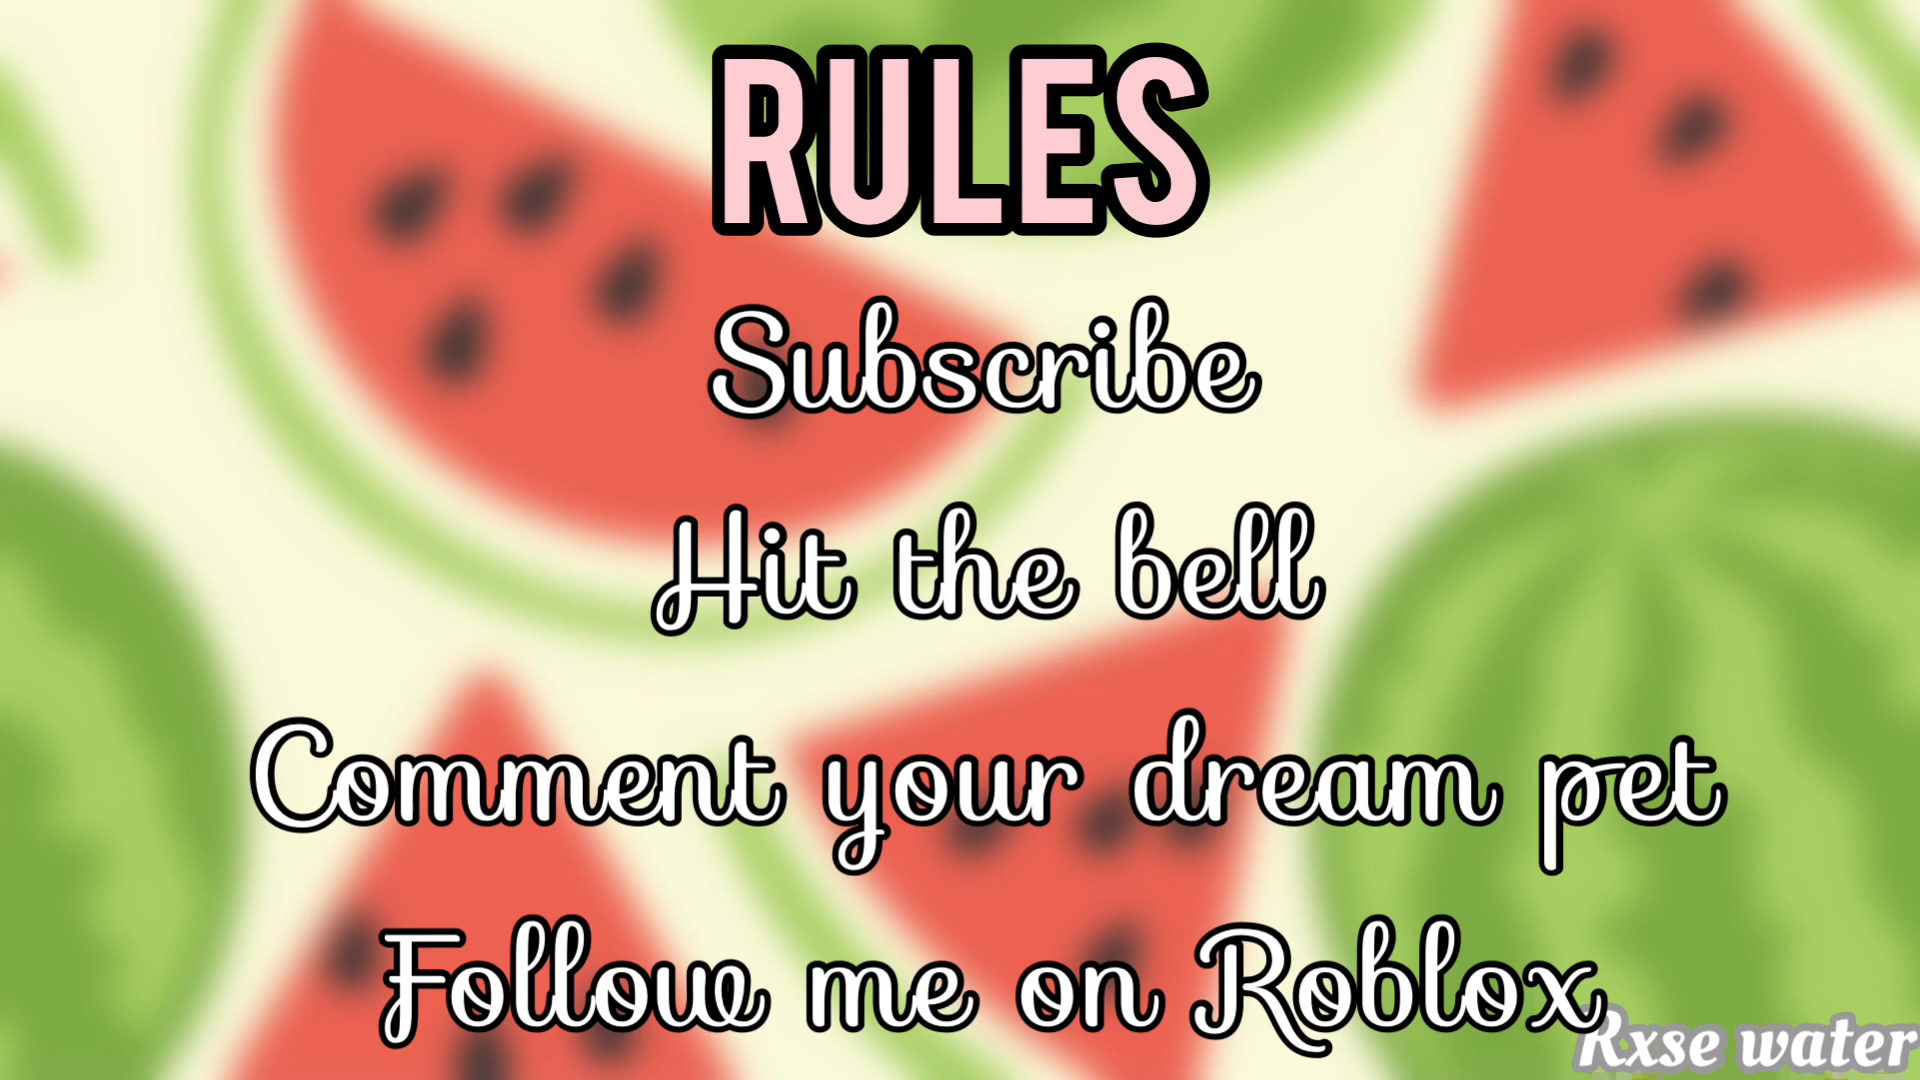 RULES
Subscribe
Hit the bell
Comment your dream pet
Follow me on Roblox
Rxse water